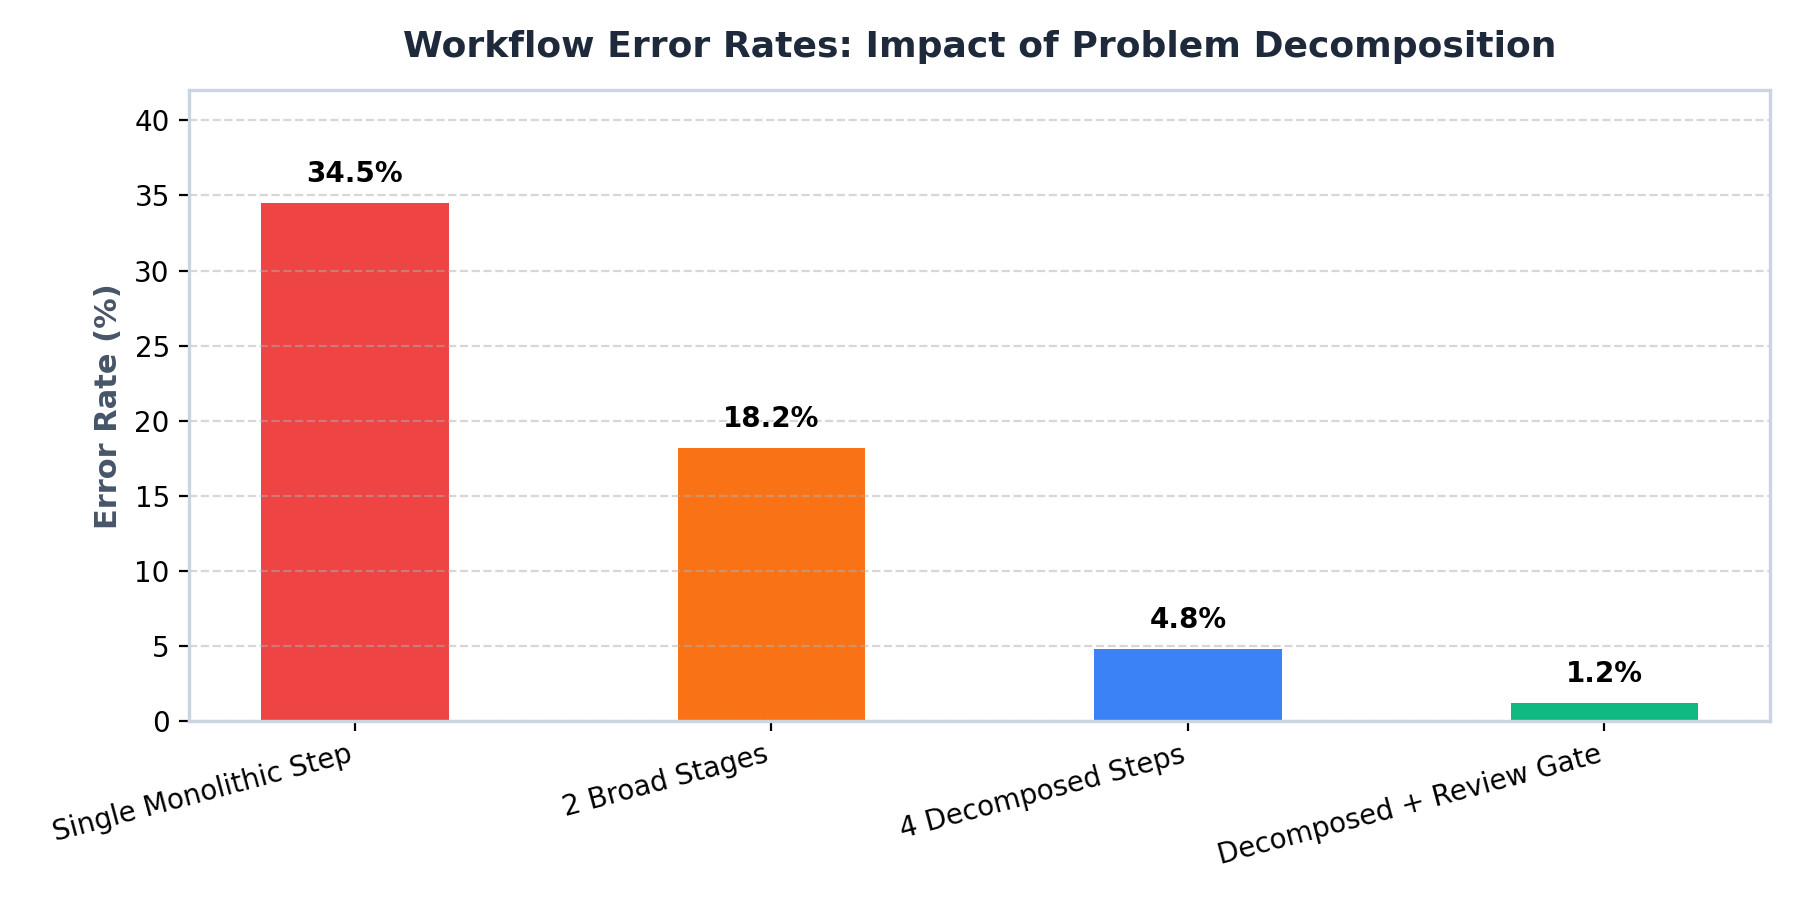 Workflow Error Rates: Impact of Problem Decomposition
Error Rate (%)
40
35
30
25
20
15
10
5
0
34.5%
18.2%
4.8%
1.2%
Single Monolithic Step
2 Broad Stages
4 Decomposed Steps
Decomposed + Review Gate